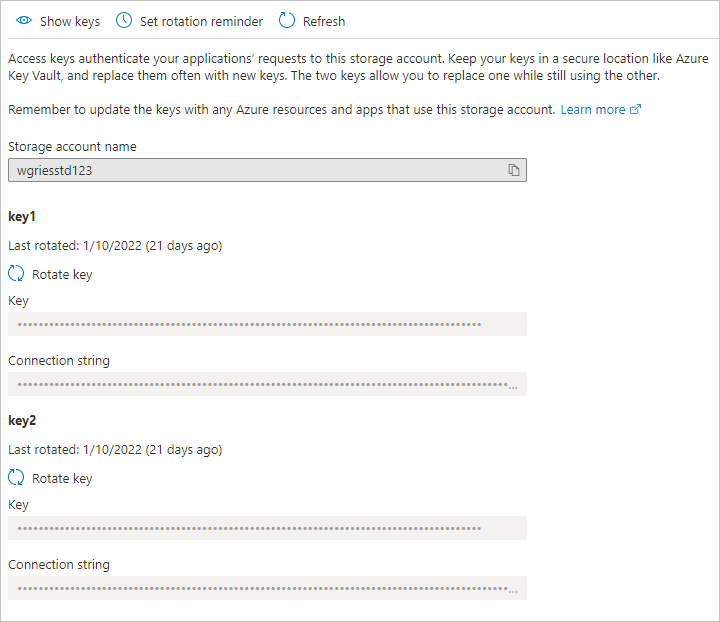 Show keys Set rotation reminder Refresh
Access keys authenticate your applications' requests to this storage account. Keep your keys in a secure location like Azure
Key Vault, and replace them often with new keys. The two keys allow you to replace one while still using the other.
Remember to update the keys with any Azure resources and apps that use this storage account. Learn more
Storage account name
wgriesstd123
key1
Last rotated: 1/10/2022 (21 days ago)
Rotate key
Key
Connection string
...
key2
Last rotated: 1/10/2022 (21 days ago)
Rotate key
Key
Connection string
...